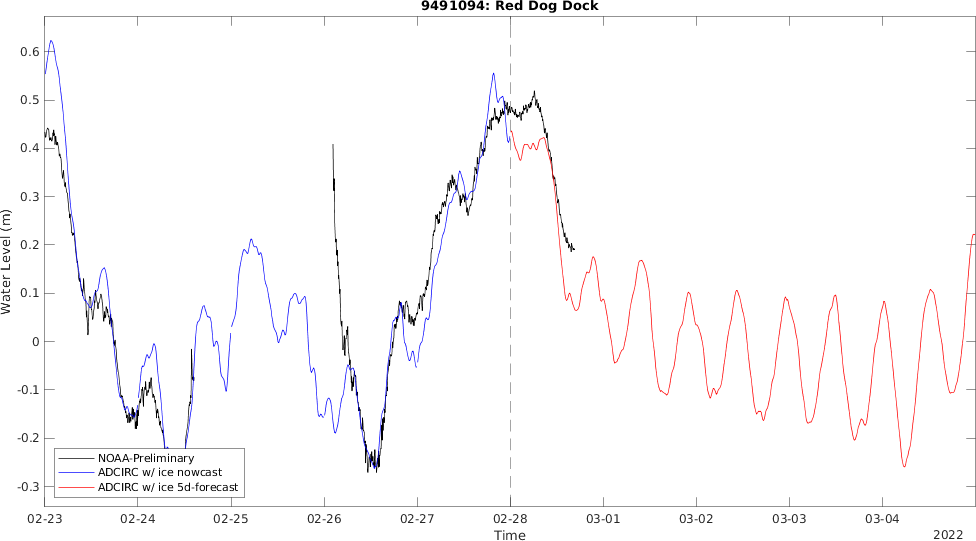 9491094: Red Dog Dock
Water Level (m)
0.6
0.5
0.4
0.3
0.2
0.1
0
-0.1
-0.2
-0.3
NOAA-Preliminary
ADCIRC w/ ice nowcast
ADCIRC w/ ice 5d-forecast
02-23 02-24 02-25 02-26 02-27 02-28 03-01 03-02 03-03 03-04
Time
2022